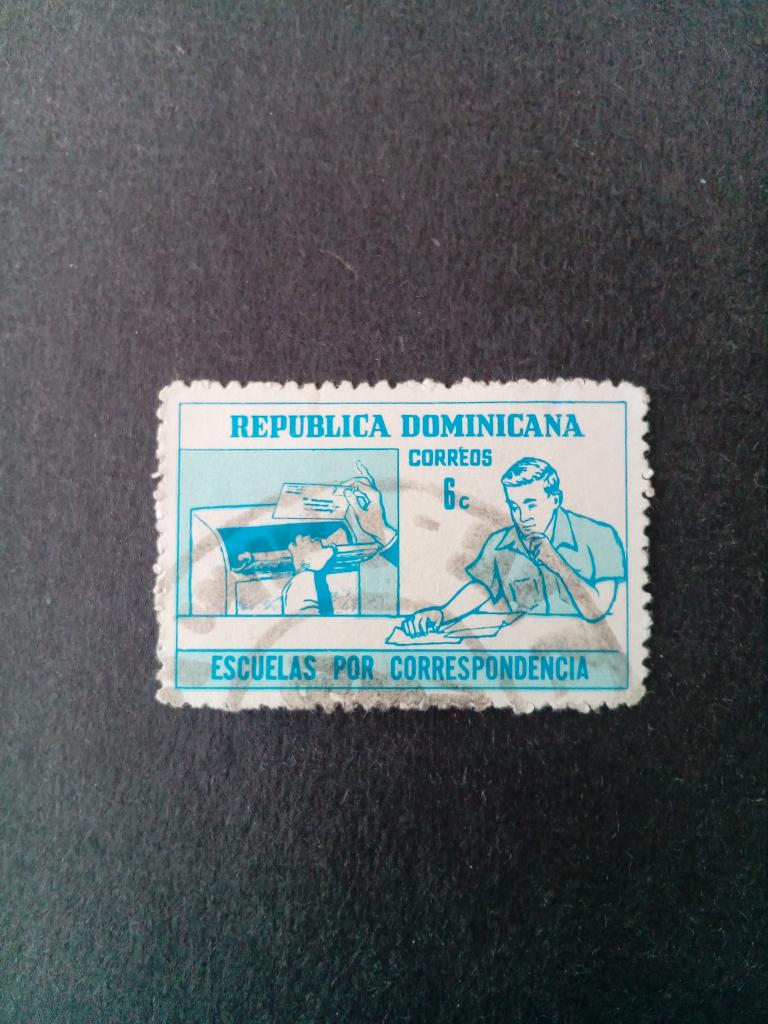 REPUBLICA DOMINICANA
CORREOS
6c
ESCUELAS POR CORRESPONDENCIA